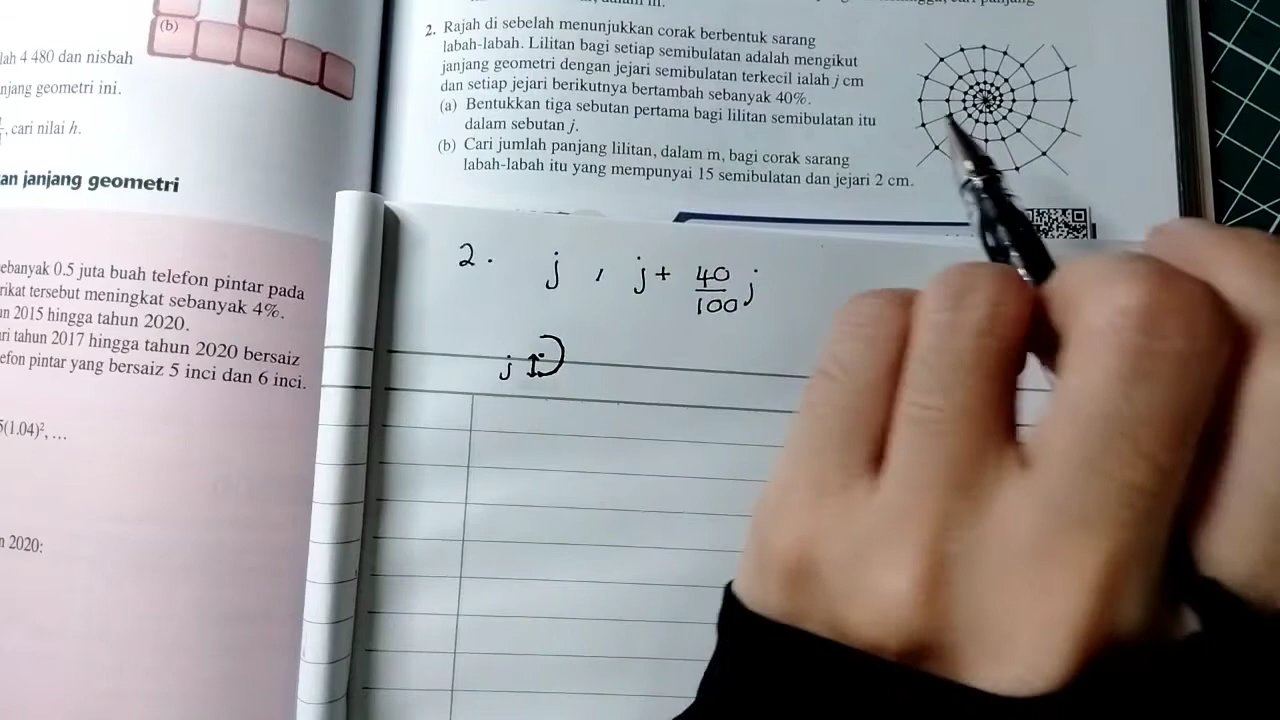 (b)
lah 4 480 dan nisbah
njang geometri ini.
, cari nilai h.
an janjang geometri
ebanyak 0.5 juta buah telefon pintar pada
rikat tersebut meningkat sebanyak 4%.
un 2015 hingga tahun 2020.
ari tahun 2017 hingga tahun 2020 bersaiz
efon pintar yang bersaiz 5 inci dan 6 inci.
5(1.04)², …
n 2020:
2. Rajah di sebelah menunjukkan corak berbentuk sarang
labah-labah. Lilitan bagi setiap semibulatan adalah mengikut
janjang geometri dengan jejari semibulatan terkecil ialah j cm
dan setiap jejari berikutnya bertambah sebanyak 40%.
(a) Bentukkan tiga sebutan pertama bagi lilitan semibulatan itu
dalam sebutan j.
(b) Cari jumlah panjang lilitan, dalam m, bagi corak sarang
labah-labah itu yang mempunyai 15 semibulatan dan jejari 2 cm.
2. j , j + 40/100 j
j